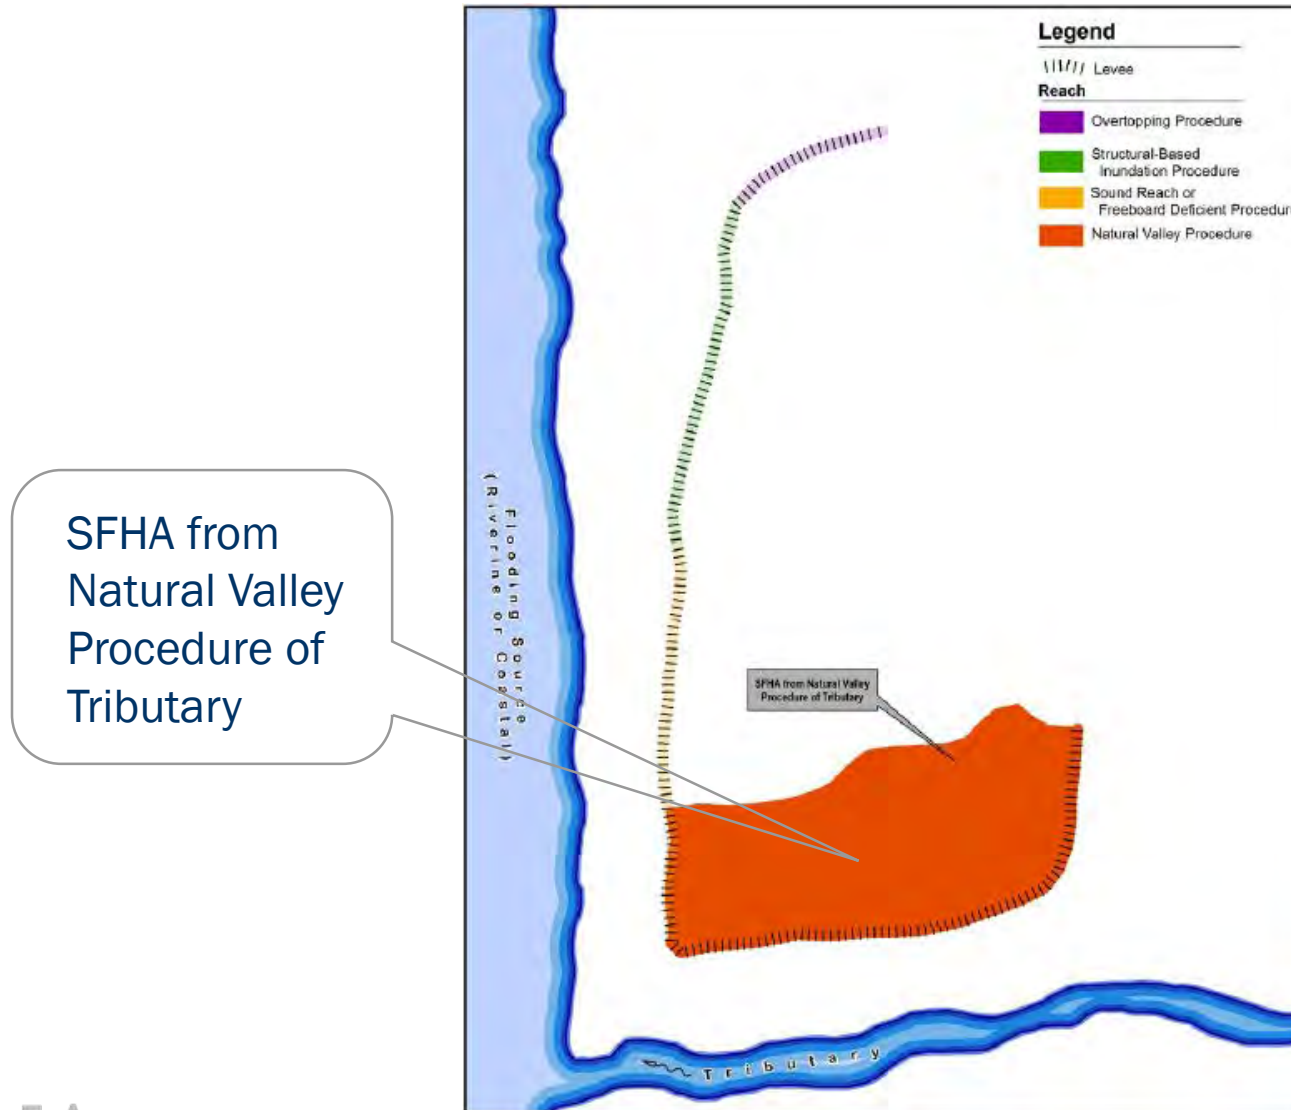 Legend
Levee
Reach
Overtopping Procedure
Structural-Based
Inundation Procedure
Sound Reach or
Freeboard Deficient Procedure
Natural Valley Procedure
SFHA from
Natural Valley
Procedure of
Tributary
Flooding Source
(Riverine or Coastal)
SFHA from Natural Valley
Procedure of Tributary
Tributary